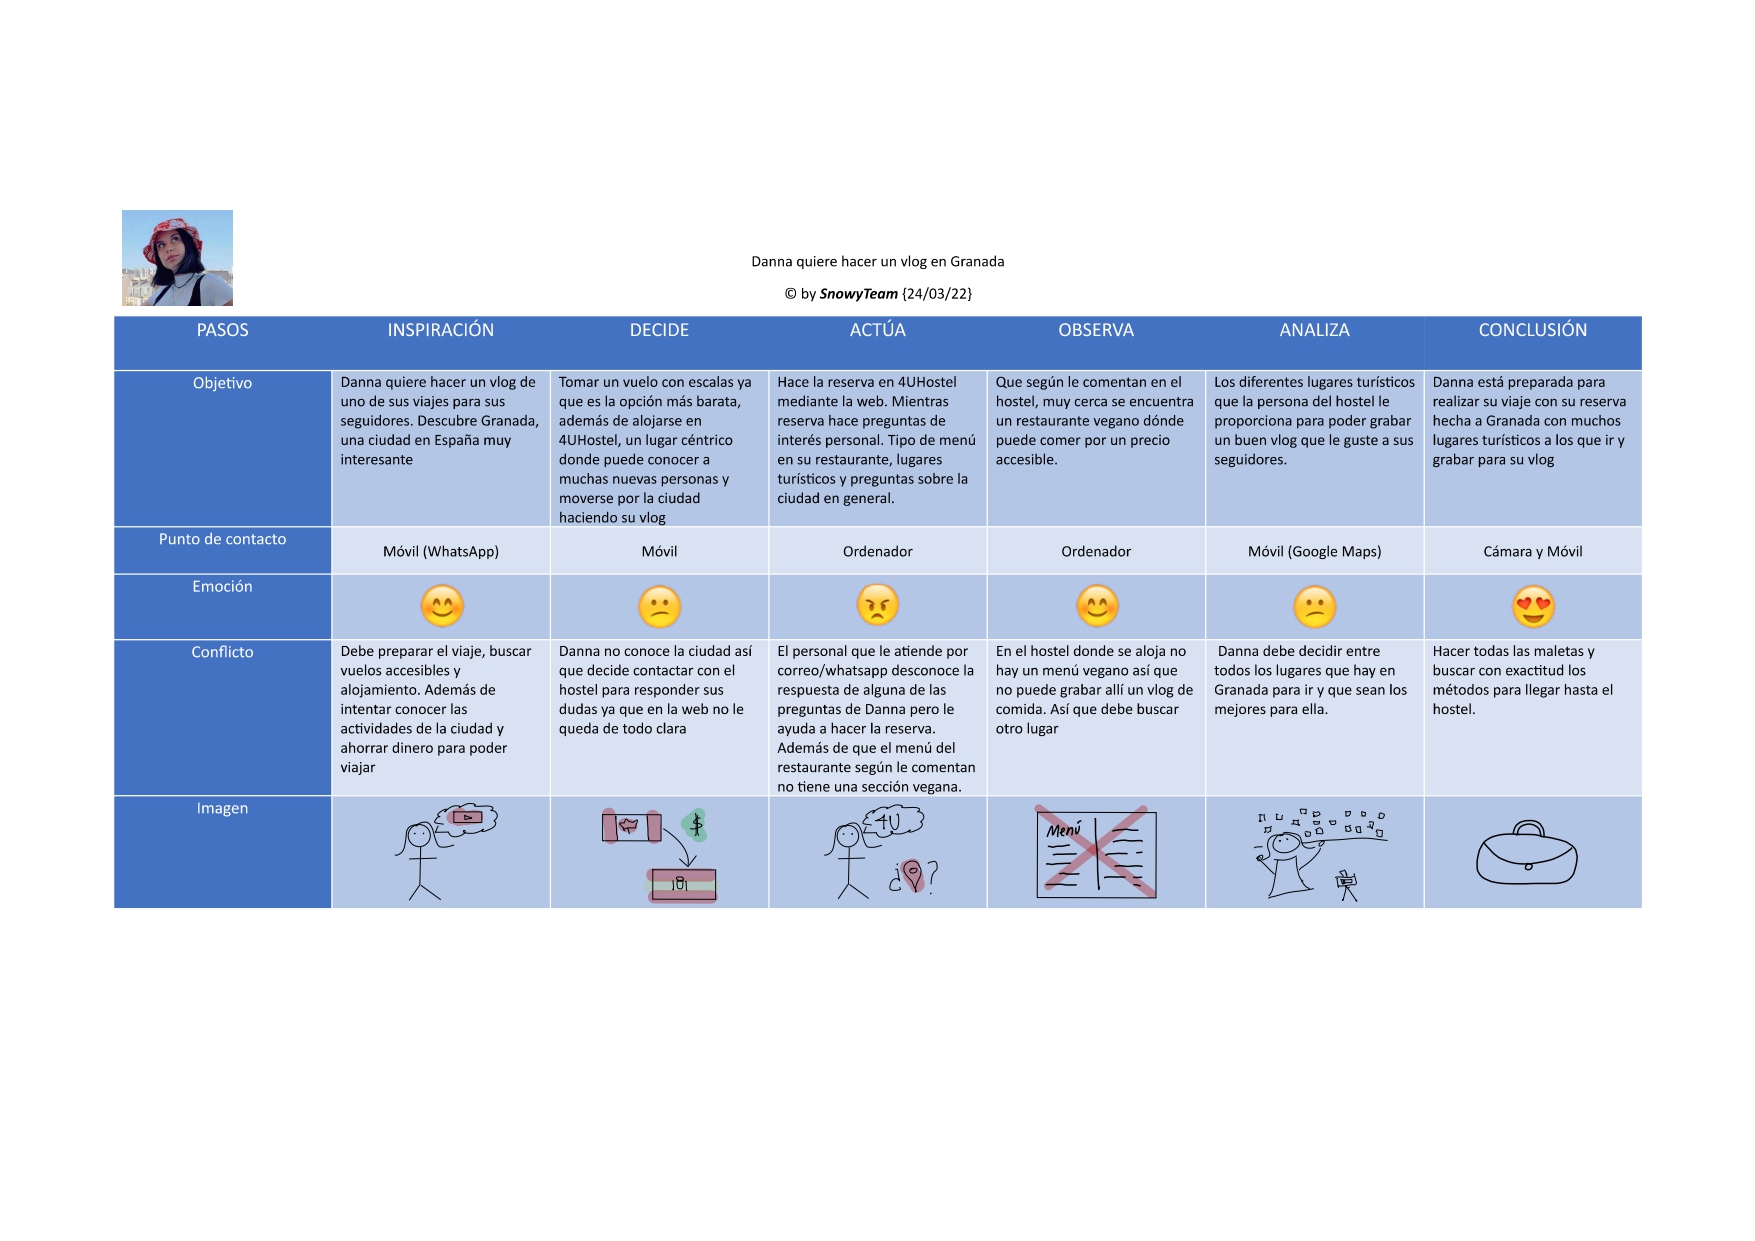 Danna quiere hacer un vlog en Granada
© by SnowyTeam {24/03/22}
PASOS
INSPIRACIÓN
DECIDE
ACTÚA
OBSERVA
ANALIZA
CONCLUSIÓN
Objetivo
Danna quiere hacer un vlog de
uno de sus viajes para sus
seguidores. Descubre Granada,
una ciudad en España muy
interesante
Tomar un vuelo con escalas ya
que es la opción más barata,
además de alojarse en
4UHostel, un lugar céntrico
donde puede conocer a
muchas nuevas personas y
moverse por la ciudad
haciendo su vlog
Hace la reserva en 4UHostel
mediante la web. Mientras
reserva hace preguntas de
interés personal. Tipo de menú
en su restaurante, lugares
turísticos y preguntas sobre la
ciudad en general.
Que según le comentan en el
hostel, muy cerca se encuentra
un restaurante vegano dónde
puede comer por un precio
accesible.
Los diferentes lugares turísticos
que la persona del hostel le
proporciona para poder grabar
un buen vlog que le guste a sus
seguidores.
Danna está preparada para
realizar su viaje con su reserva
hecha a Granada con muchos
lugares turísticos a los que ir y
grabar para su vlog
Punto de contacto
Móvil (WhatsApp)
Móvil
Ordenador
Ordenador
Móvil (Google Maps)
Cámara y Móvil
Emoción
Conflicto
Debe preparar el viaje, buscar
vuelos accesibles y
alojamiento. Además de
intentar conocer las
actividades de la ciudad y
ahorrar dinero para poder
viajar
Danna no conoce la ciudad así
que decide contactar con el
hostel para responder sus
dudas ya que en la web no le
queda de todo clara
El personal que le atiende por
correo/whatsapp desconoce la
respuesta de alguna de las
preguntas de Danna pero le
ayuda a hacer la reserva.
Además de que el menú del
restaurante según le comentan
no tiene una sección vegana.
En el hostel donde se aloja no
hay un menú vegano así que
no puede grabar allí un vlog de
comida. Así que debe buscar
otro lugar
Danna debe decidir entre
todos los lugares que hay en
Granada para ir y que sean los
mejores para ella.
Hacer todas las maletas y
buscar con exactitud los
métodos para llegar hasta el
hostel.
Imagen
$
4U
¿ ?
Menú